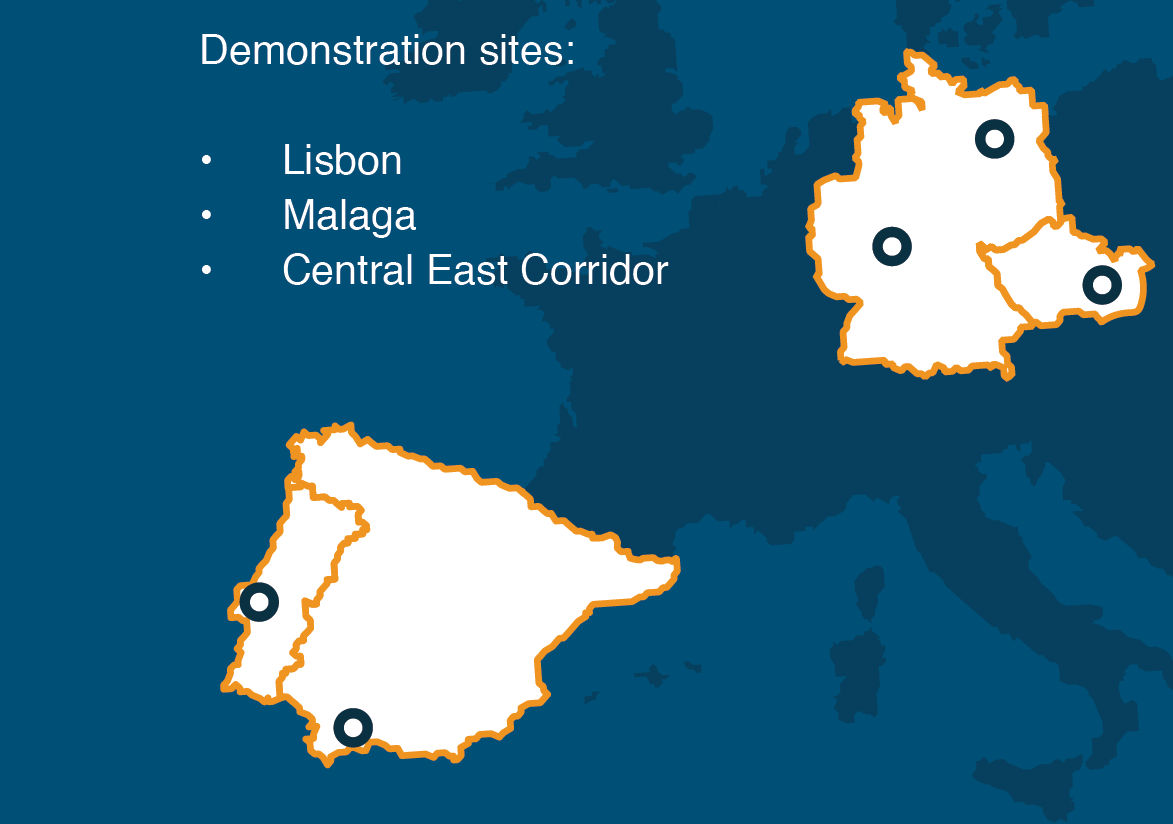 Demonstration sites:
• Lisbon
• Malaga
• Central East Corridor